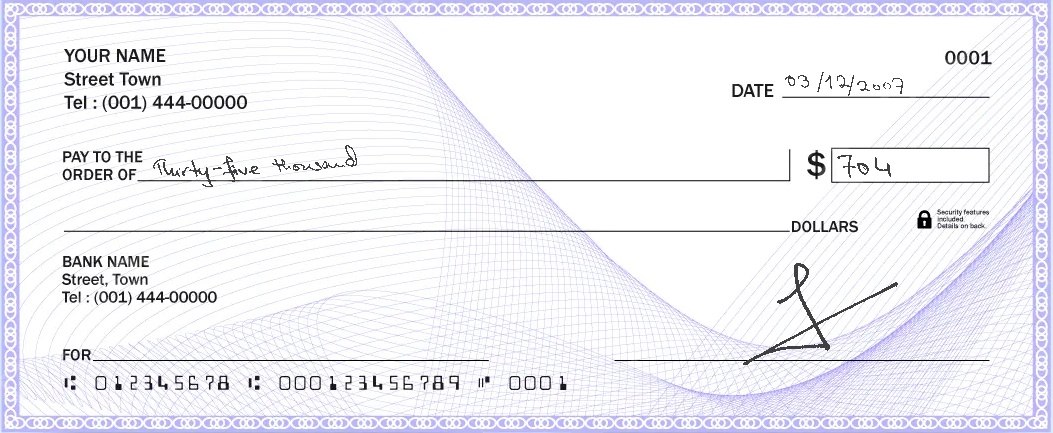 YOUR NAME
0001
Street Town
DATE 03/12/2007
Tel : (001) 444-00000
PAY TO THE
ORDER OF Thirty-five thousand $ 704
DOLLARS
Security features
included.
Details on back.
BANK NAME
Street, Town
Tel : (001) 444-00000
FOR
⑆ 012345678 ⑆ 000123456789 ⑈ 0001